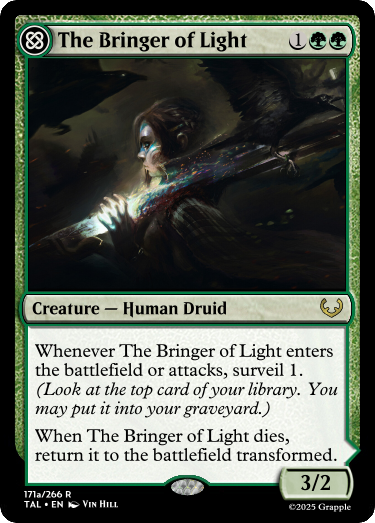 The Bringer of Light 1
Creature — Human Druid
Whenever The Bringer of Light enters
the battlefield or attacks, surveil 1.
(Look at the top card of your library. You
may put it into your graveyard.)
When The Bringer of Light dies,
return it to the battlefield transformed.
3/2
171a/266 R
TAL • EN Vin Hill
©2025 Grapple